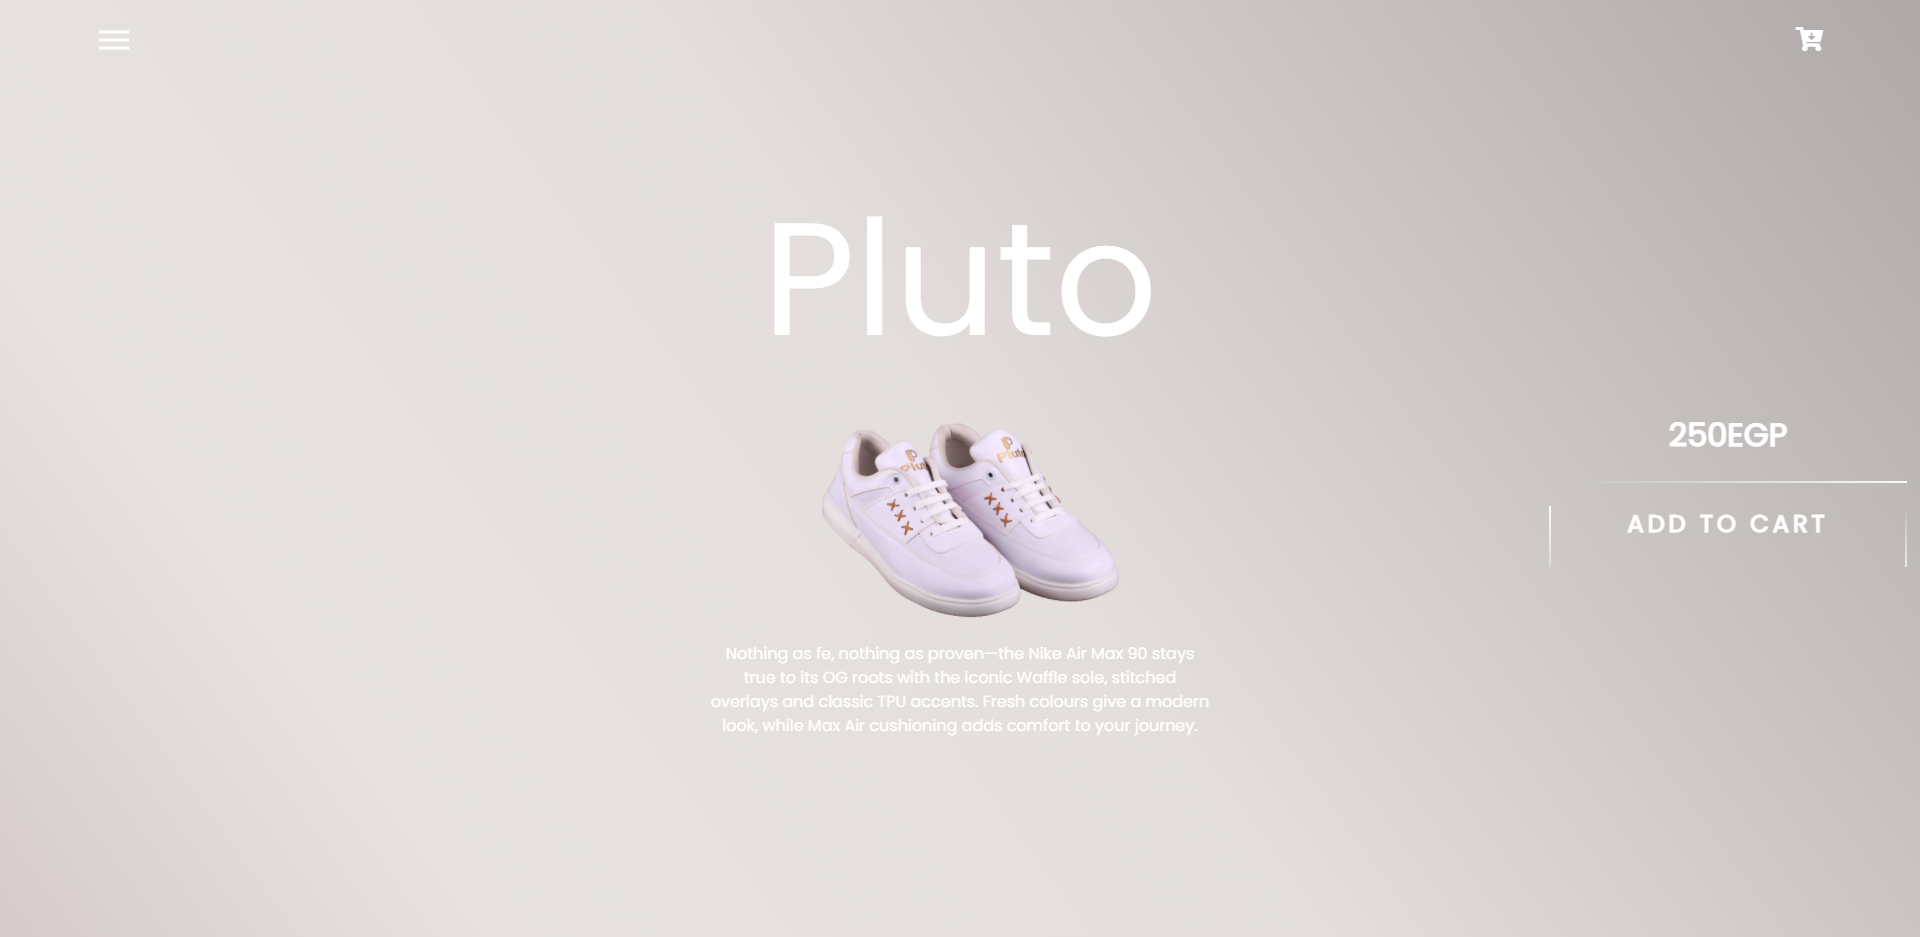 Pluto
Pluto
250EGP
ADD TO CART
Nothing as fe, nothing as proven—the Nike Air Max 90 stays
true to its OG roots with the iconic Waffle sole, stitched
overlays and classic TPU accents. Fresh colours give a modern
look, while Max Air cushioning adds comfort to your journey.